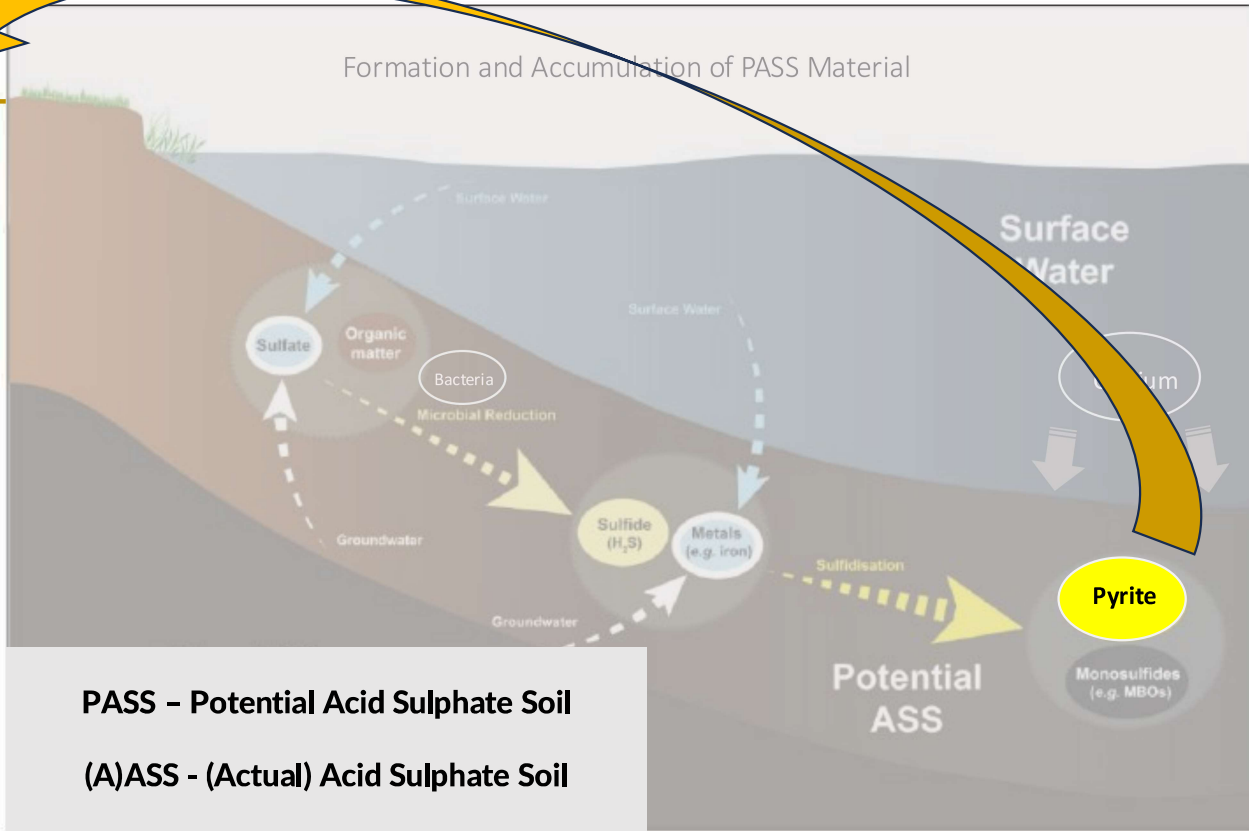 Formation and Accumulation of PASS Material
Surface Water
Surface
Water
Surface Water
Sulfate
Organic
matter
Bacteria
Microbial Reduction
Sulfide
(H₂S)
Metals
(e.g. iron)
Groundwater
Sulfidisation
Groundwater
Pyrite
Monosulfides
(e.g. MBOs)
Potential
ASS
PASS – Potential Acid Sulphate Soil
(A)ASS - (Actual) Acid Sulphate Soil